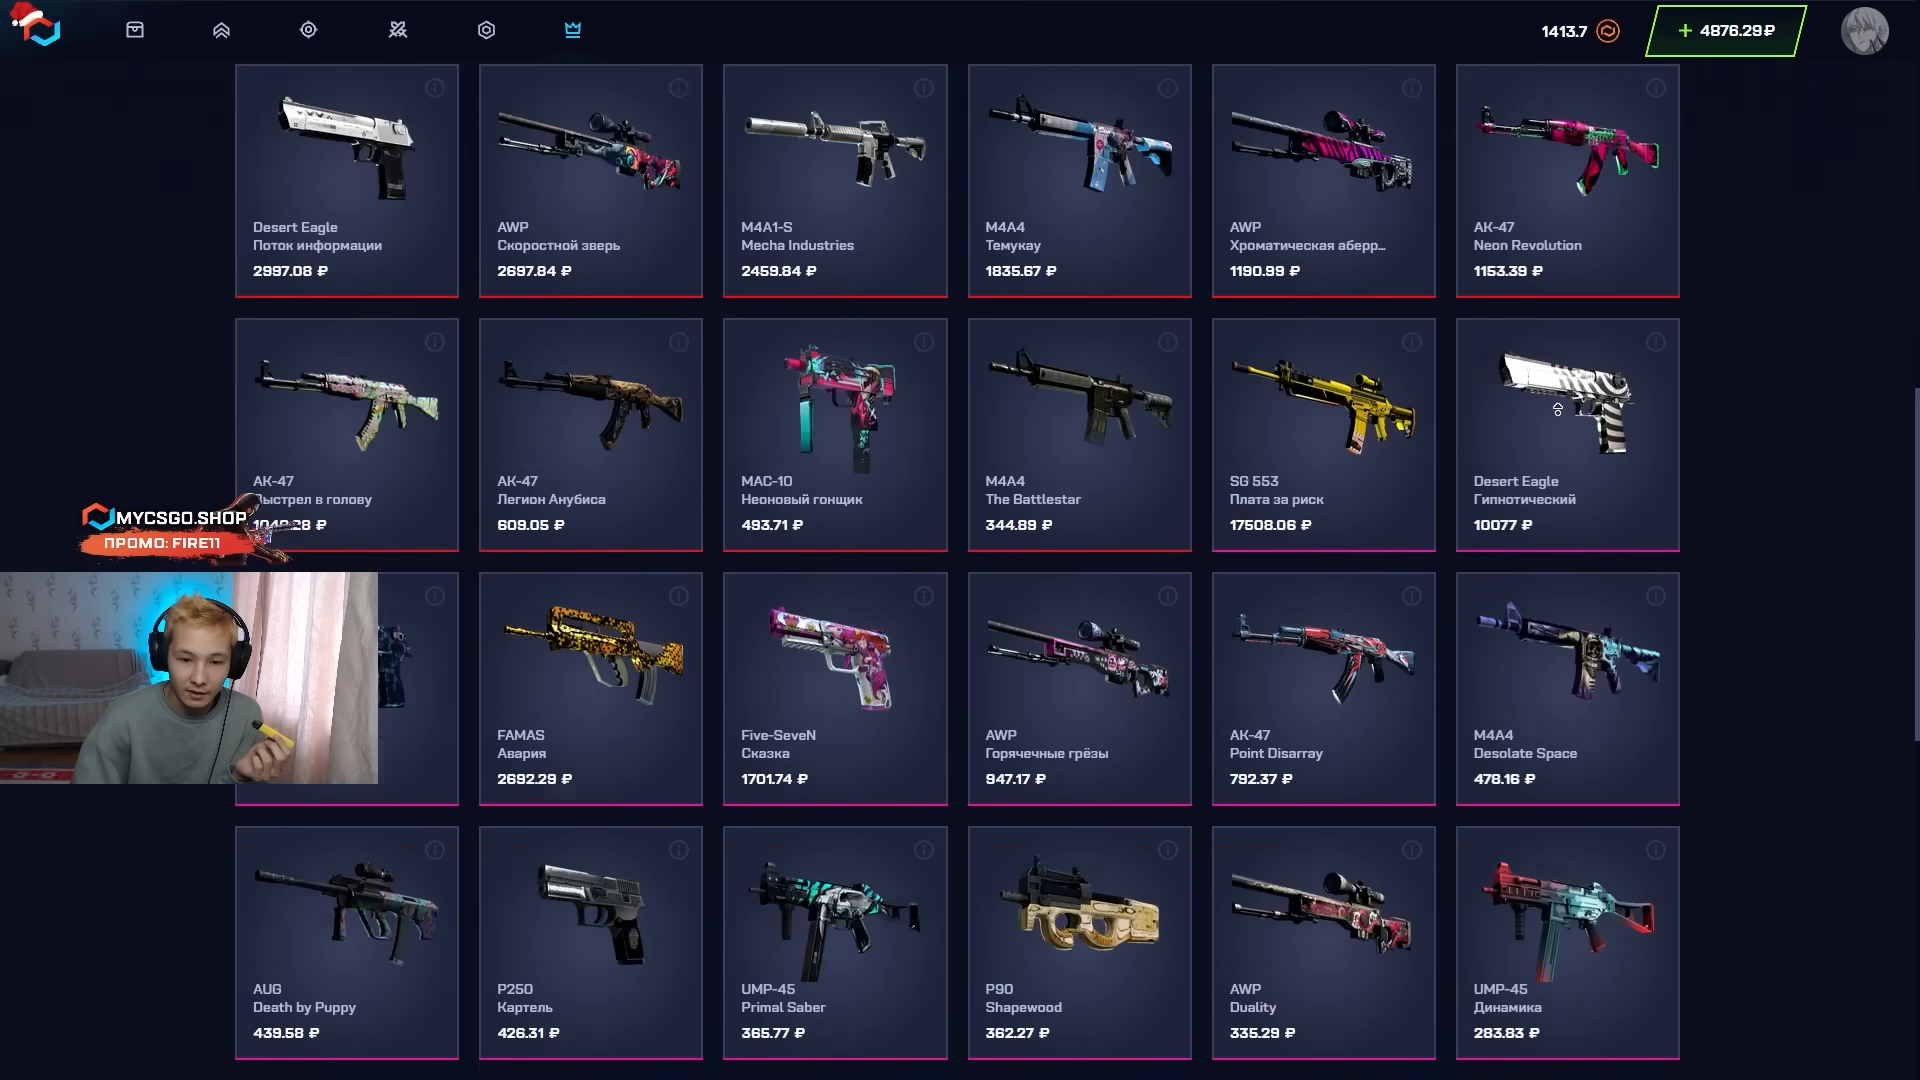 1413.7
+ 4876.29 ₽
Desert Eagle
Поток информации
2997.08 ₽
AWP
Скоростной зверь
2697.84 ₽
M4A1-S
Mecha Industries
2459.84 ₽
M4A4
Темукау
1835.67 ₽
AWP
Хроматическая аберр...
1190.99 ₽
AK-47
Neon Revolution
1153.39 ₽
AK-47
Выстрел в голову
AK-47
Легион Анубиса
609.05 ₽
MAC-10
Неоновый гонщик
493.71 ₽
M4A4
The Battlestar
344.89 ₽
SG 553
Плата за риск
17508.06 ₽
Desert Eagle
Гипнотический
10077 ₽
MYCSGO.SHOP
ПРОМО: FIRE11
FAMAS
Авария
2692.29 ₽
Five-SeveN
Сказка
1701.74 ₽
AWP
Горячечные грёзы
947.17 ₽
AK-47
Point Disarray
792.37 ₽
M4A4
Desolate Space
478.16 ₽
AUG
Death by Puppy
439.58 ₽
P250
Картель
426.31 ₽
UMP-45
Primal Saber
365.77 ₽
P90
Shapewood
362.27 ₽
AWP
Duality
335.29 ₽
UMP-45
Динамика
283.83 ₽